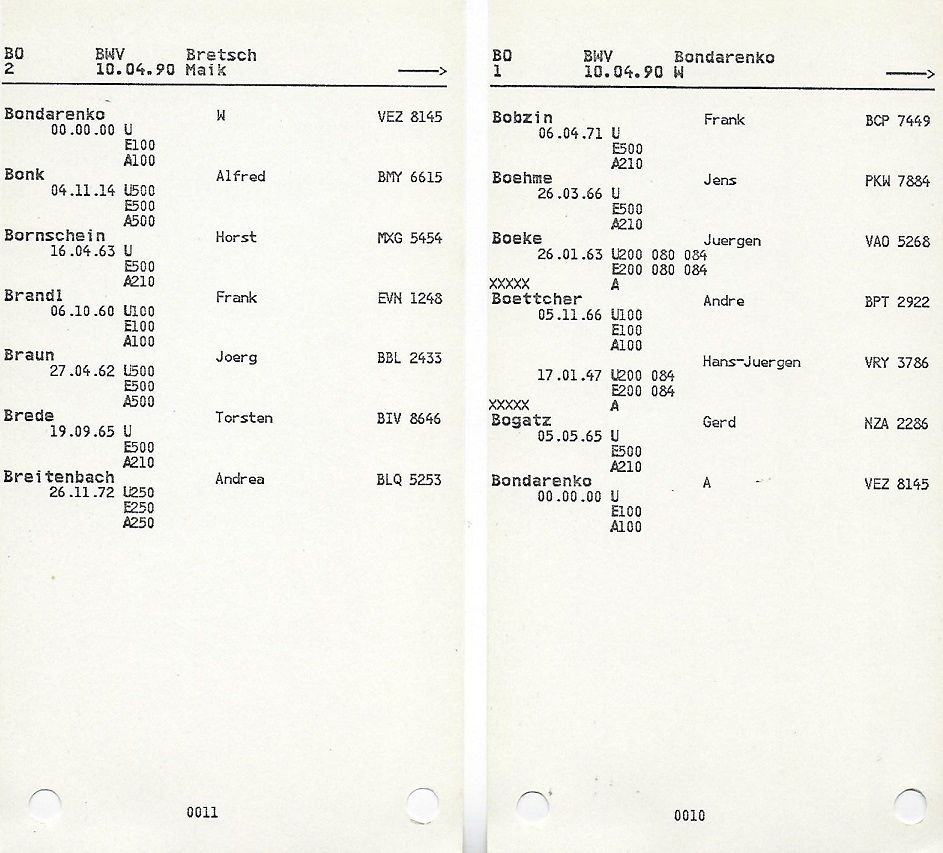 BO BWV Bretsch
2 10.04.90 Maik ——>
Bondarenko W VEZ 8145
00.00.00 U
E100
A100
Bonk Alfred BMY 6615
04.11.14 U500
E500
A500
Bornschein Horst MXG 5454
16.04.63 U
E500
A210
Brandl Frank EVN 1248
06.10.60 U100
E100
A100
Braun Joerg BBL 2433
27.04.62 U500
E500
A500
Brede Torsten BIV 8646
19.09.65 U
E500
A210
Breitenbach Andrea BLQ 5253
26.11.72 U250
E250
A250
0011
BO BWV Bondarenko
1 10.04.90 W ——>
Bobzin Frank BCP 7449
06.04.71 U
E500
A210
Boehme Jens PKW 7884
26.03.66 U
E500
A210
Boeke Juergen VAO 5268
26.01.63 U200 080 084
E200 080 084
XXXXX A
Boettcher Andre BPT 2922
05.11.66 U100
E100
A100
Hans-Juergen VRY 3786
17.01.47 U200 084
E200 084
XXXXX A
Bogatz Gerd NZA 2286
05.05.65 U
E500
A210
Bondarenko A VEZ 8145
00.00.00 U
E100
A100
0010